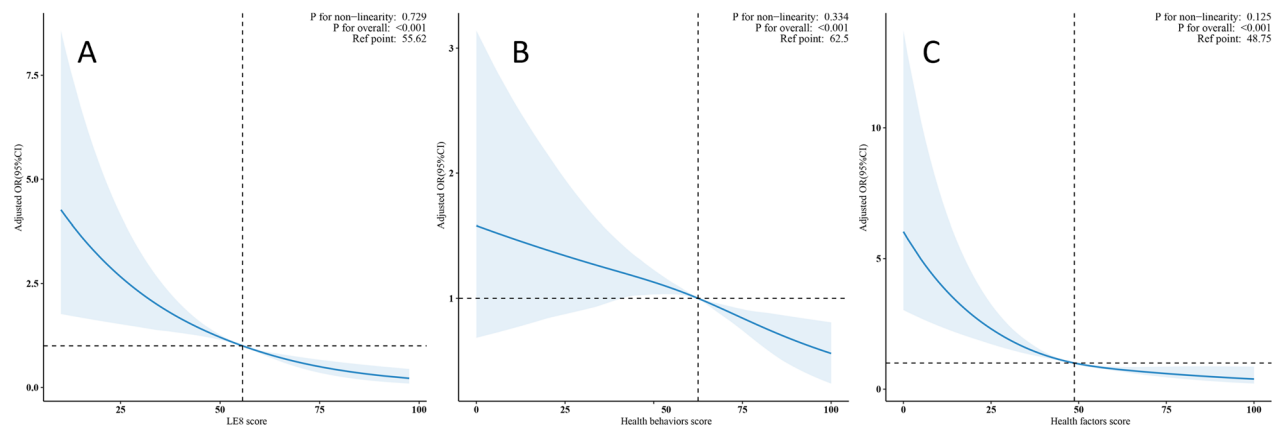 P for non−linearity: 0.729
P for overall: <0.001
Ref point: 55.62
A
7.5
5.0
2.5
0.0
Adjusted OR(95%CI)
25
75
100
LE8 score
P for non−linearity: 0.334
P for overall: <0.001
Ref point: 62.5
B
3
2
1
Adjusted OR(95%CI)
0
25
75
100
Health behaviors score
P for non−linearity: 0.125
P for overall: <0.001
Ref point: 48.75
C
10
5
0
Adjusted OR(95%CI)
0
25
50
75
100
Health factors score